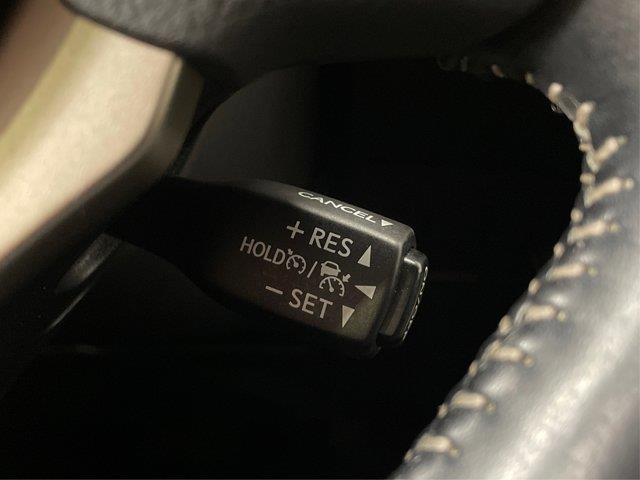 CANCEL▼
+ RES ▲
HOLD /
− SET ▼